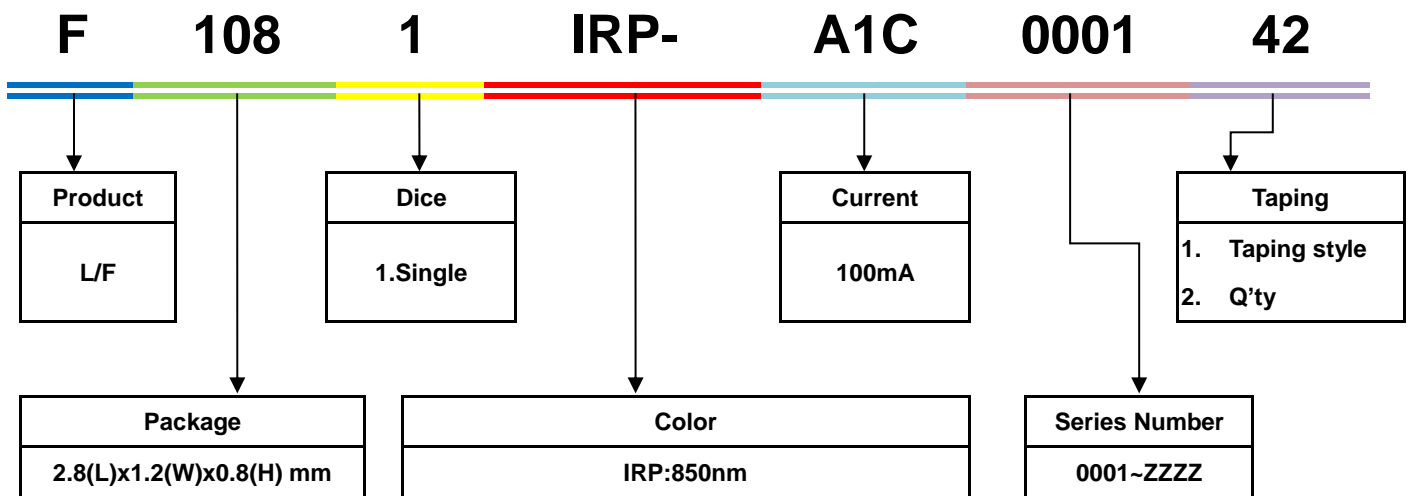 F 108 1 IRP- A1C 0001 42
Product
L/F
Dice
1.Single
Current
100mA
Taping
1. Taping style
2. Q’ty
Package
2.8(L)x1.2(W)x0.8(H) mm
Color
IRP:850nm
Series Number
0001~ZZZZ